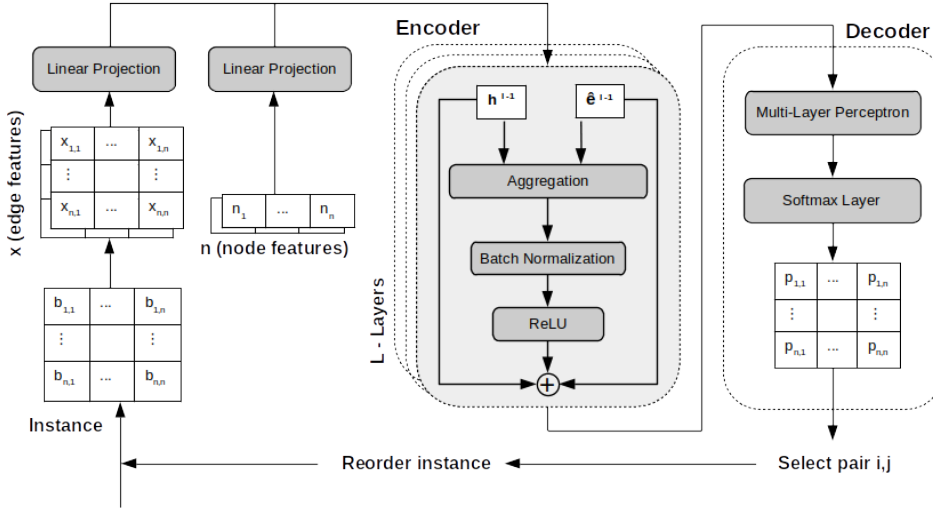 Encoder
Decoder
Linear Projection
Linear Projection
h l-1
ê l-1
Multi-Layer Perceptron
x (edge features)
x1,1 ... x1,n
⋮ ⋮
xn,1 ... xn,n
n1 ... nn
n (node features)
Aggregation
Softmax Layer
Batch Normalization
b1,1 ... b1,n
⋮ ⋮
bn,1 ... bn,n
p1,1 ... p1,n
⋮ ⋮
pn,1 ... pn,n
ReLU
L - Layers
+
Instance
Reorder instance
Select pair i,j